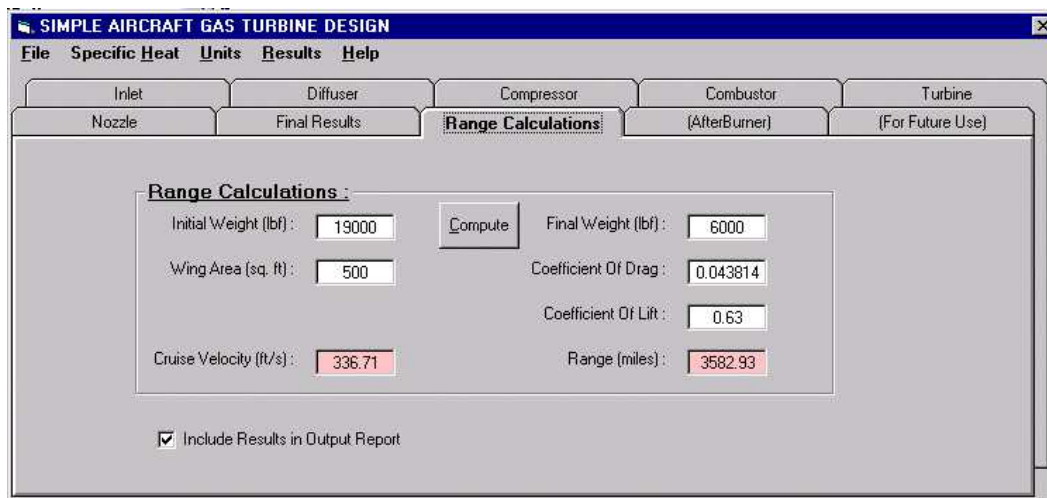 SIMPLE AIRCRAFT GAS TURBINE DESIGN
File Specific Heat Units Results Help
Inlet Diffuser Compressor Combustor Turbine
Nozzle Final Results Range Calculations (AfterBurner) (For Future Use)
Range Calculations :
Initial Weight (lbf) : 19000 Compute Final Weight (lbf) : 6000
Wing Area (sq. ft) : 500 Coefficient Of Drag : 0.043814
Coefficient Of Lift : 0.63
Cruise Velocity (ft/s) : 336.71 Range (miles) : 3582.93
Include Results in Output Report